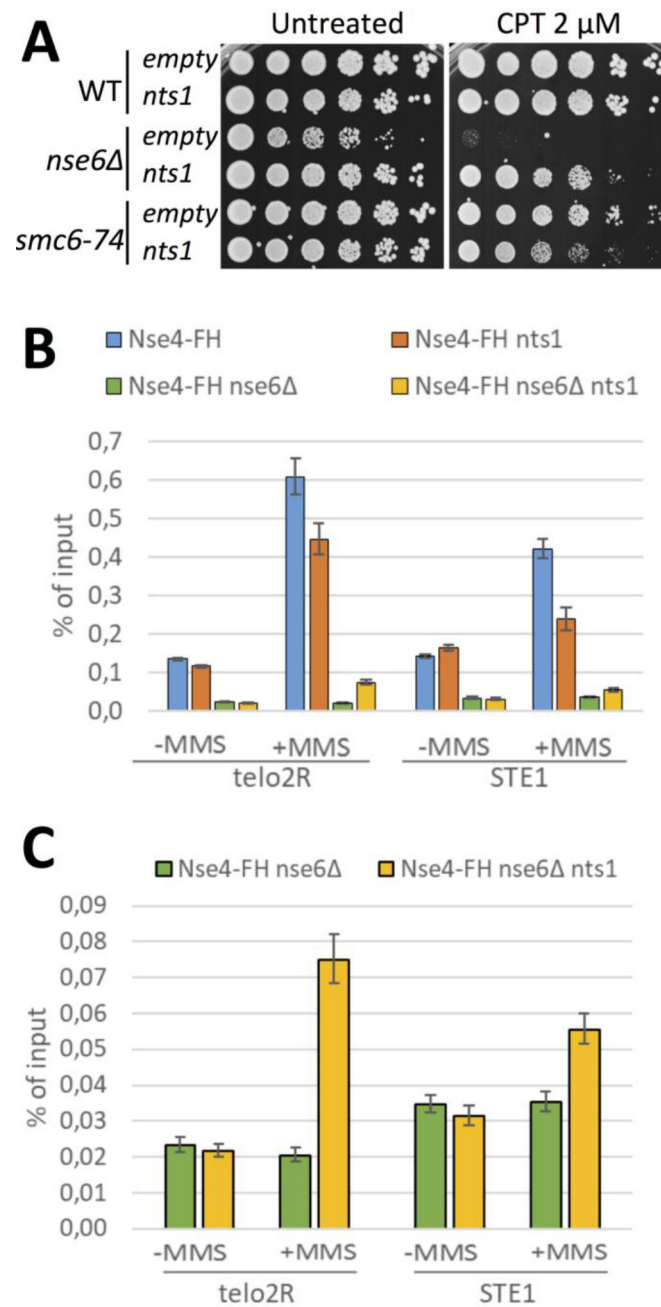 A
Untreated
CPT 2 µM
WT
empty
nts1
nse6Δ
empty
nts1
smc6-74
empty
nts1
B
Nse4-FH
Nse4-FH nts1
Nse4-FH nse6Δ
Nse4-FH nse6Δ nts1
% of input
0,7
0,6
0,5
0,4
0,3
0,2
0,1
0,0
-MMS
+MMS
-MMS
+MMS
telo2R
STE1
C
Nse4-FH nse6Δ
Nse4-FH nse6Δ nts1
% of input
0,09
0,08
0,07
0,06
0,05
0,04
0,03
0,02
0,01
0,00
-MMS
+MMS
-MMS
+MMS
telo2R
STE1